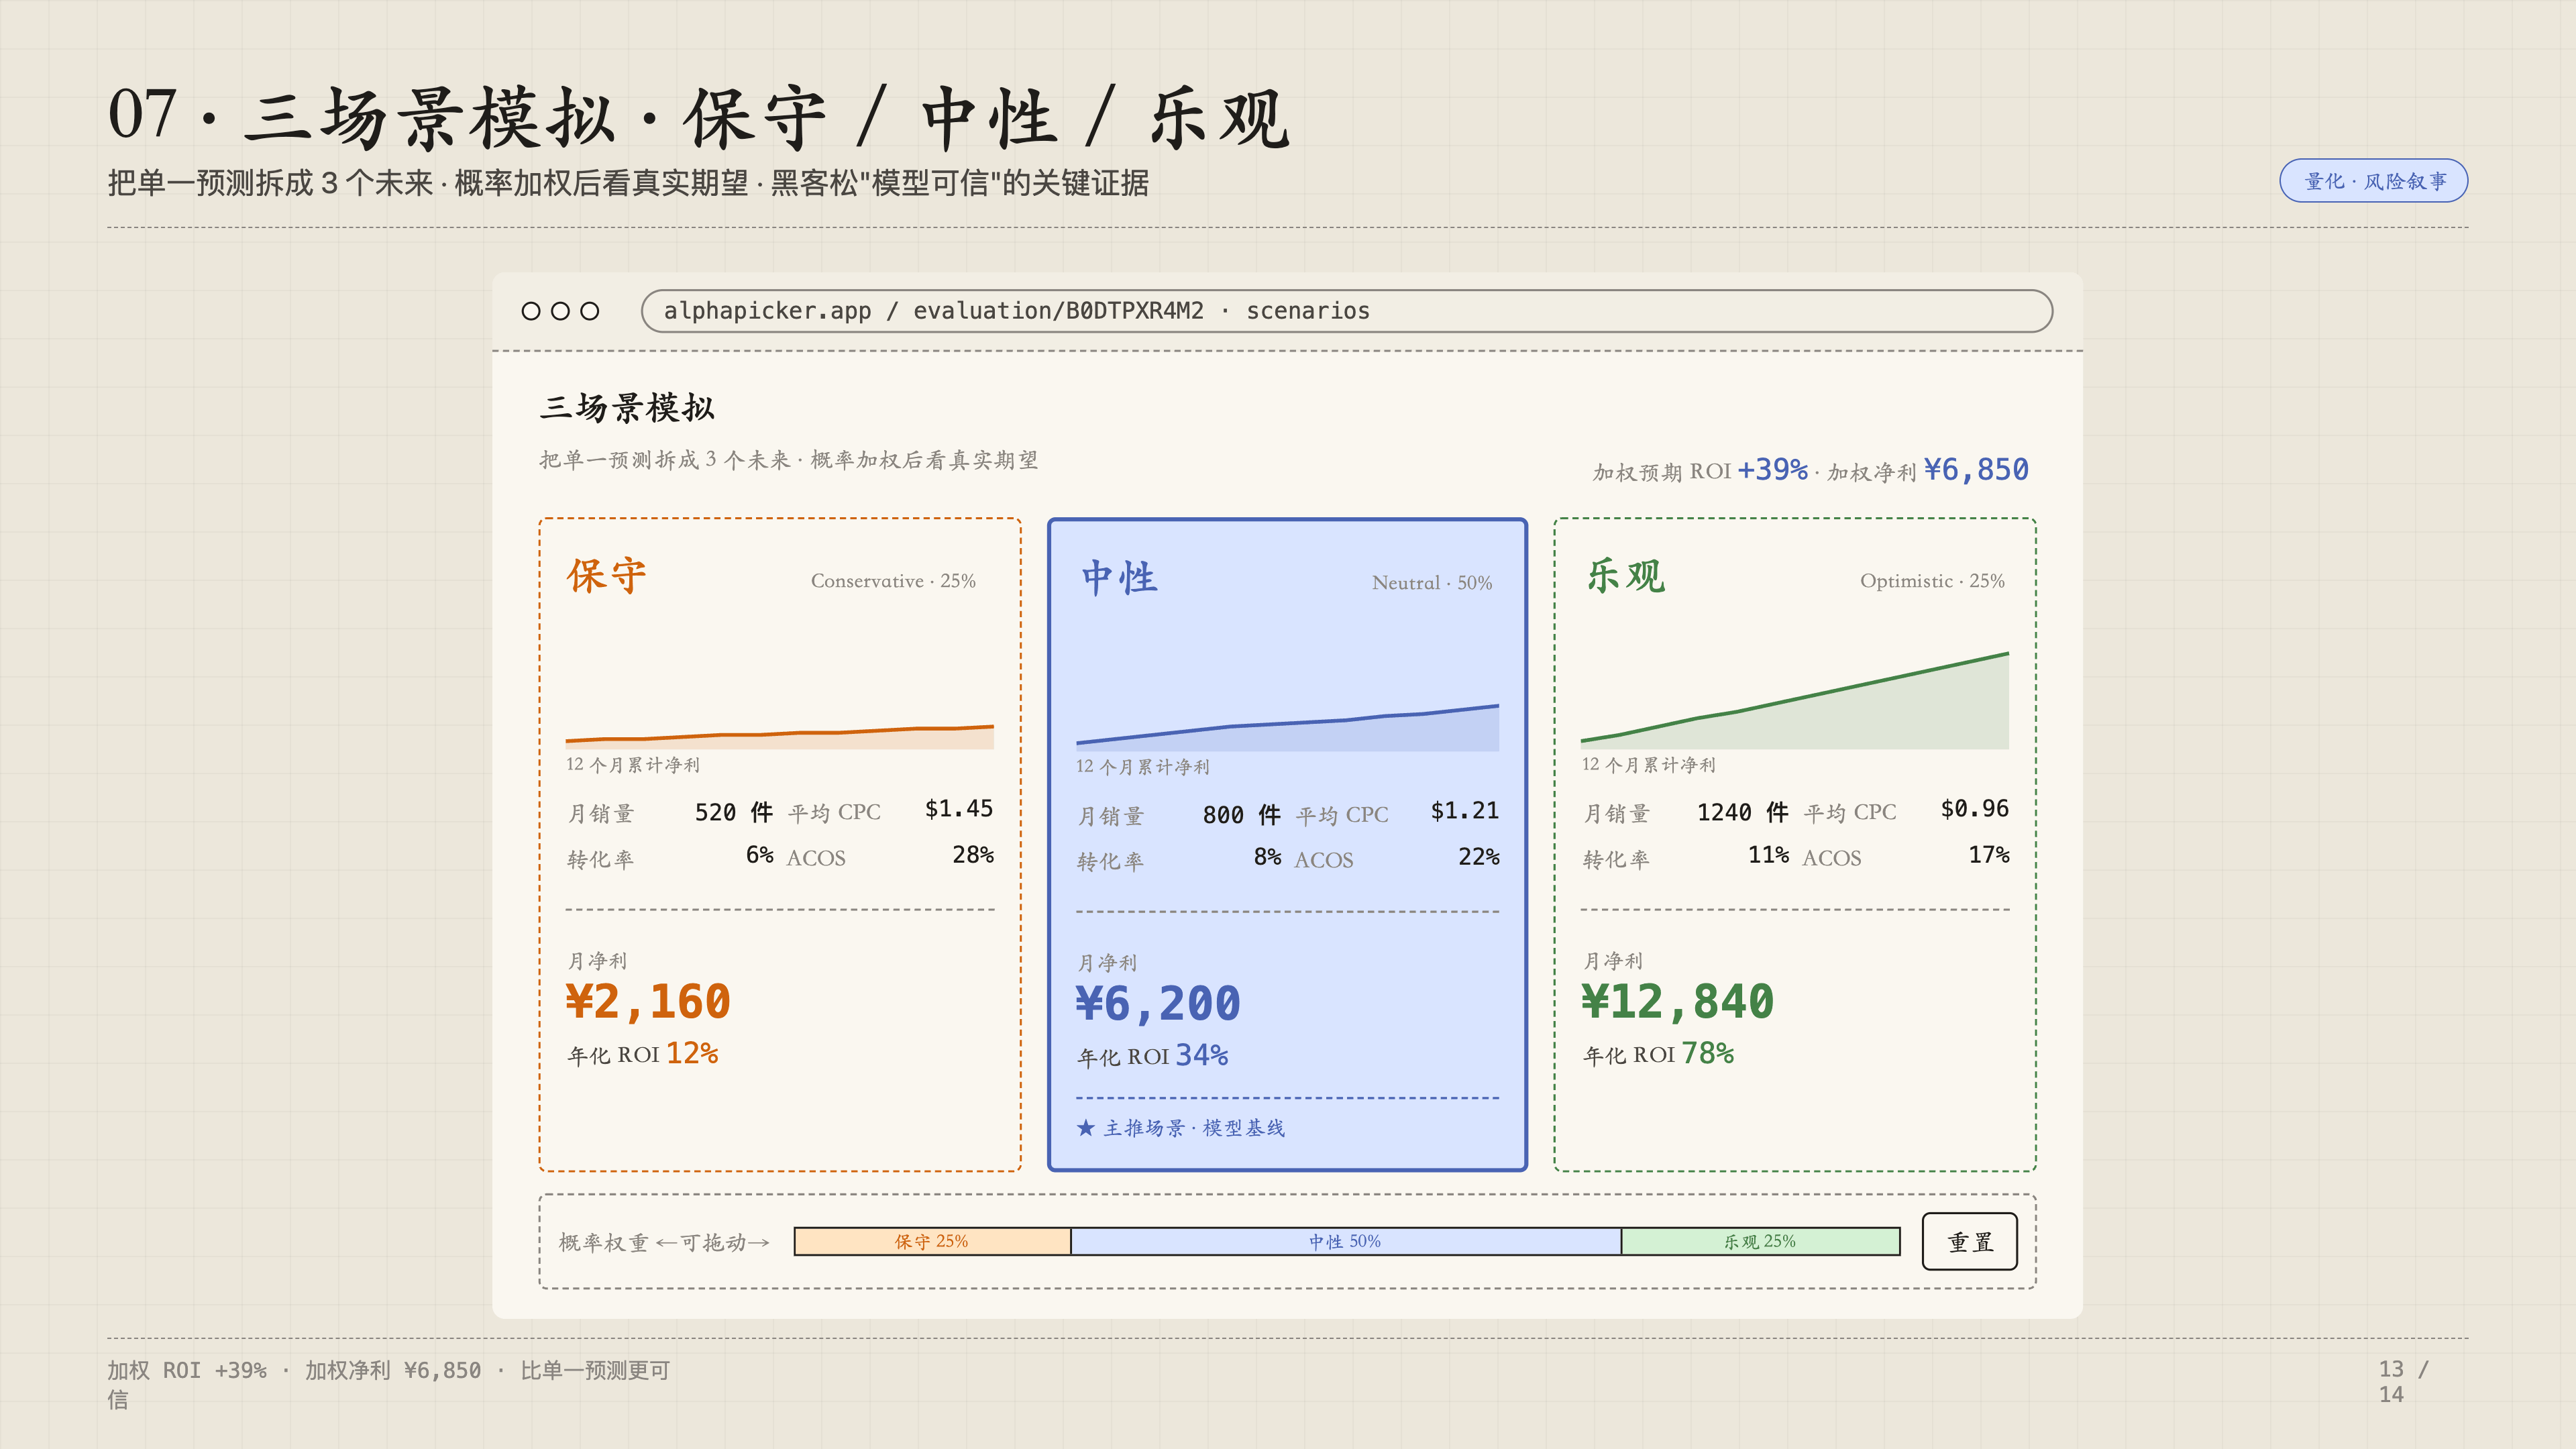 07 · 三场景模拟 · 保守 / 中性 / 乐观
把单一预测拆成 3 个未来 · 概率加权后看真实期望 · 黑客松"模型可信"的关键证据
量化 · 风险叙事
alphapicker.app / evaluation/B0DTPXR4M2 · scenarios
三场景模拟
把单一预测拆成 3 个未来 · 概率加权后看真实期望
加权预期 ROI +39% · 加权净利 ¥6,850
保守 Conservative · 25%
12 个月累计净利
月销量 520 件 平均 CPC $1.45
转化率 6% ACOS 28%
月净利
¥2,160
年化 ROI 12%
中性 Neutral · 50%
12 个月累计净利
月销量 800 件 平均 CPC $1.21
转化率 8% ACOS 22%
月净利
¥6,200
年化 ROI 34%
★ 主推场景 · 模型基线
乐观 Optimistic · 25%
12 个月累计净利
月销量 1240 件 平均 CPC $0.96
转化率 11% ACOS 17%
月净利
¥12,840
年化 ROI 78%
概率权重 ←可拖动→ 保守 25% 中性 50% 乐观 25% 重置
加权 ROI +39% · 加权净利 ¥6,850 · 比单一预测更可
信
13 /
14